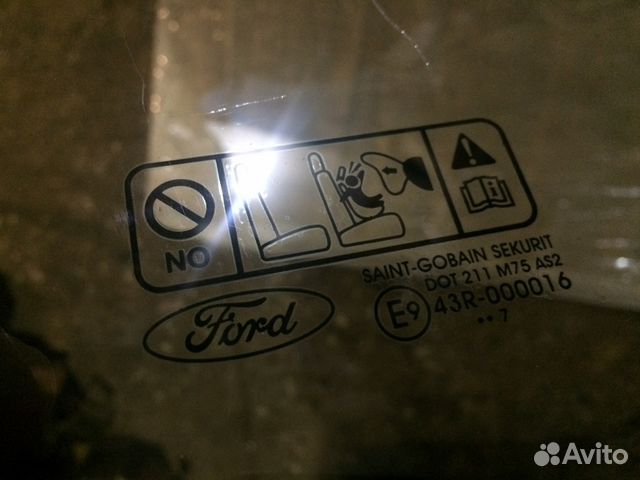 NO
SAINT-GOBAIN SEKURIT
DOT 211 M75 AS2
E9 43R-000016
•• 7
Ford
Avito